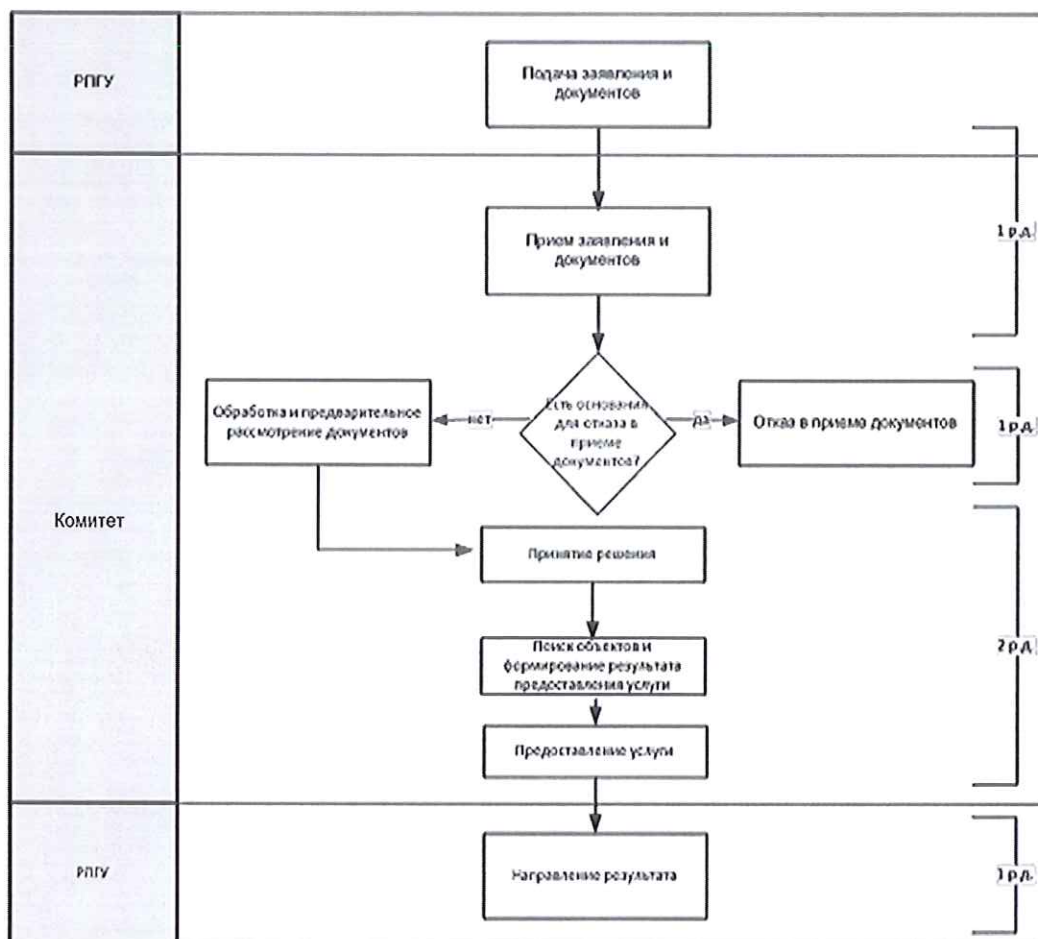 РПГУ
Подача заявления и
документов
Прием заявления и
документов
1 р.д.
Есть основания
для отказа в
приеме
документов?
нет
да
Обработка и предварительное
рассмотрение документов
Отказ в приеме документов
1 р.д.
Комитет
Принятие решения
Поиск объектов и
формирование результата
предоставления услуги
Предоставление услуги
2 р.д.
РПГУ
Направление результата
1 р.д.